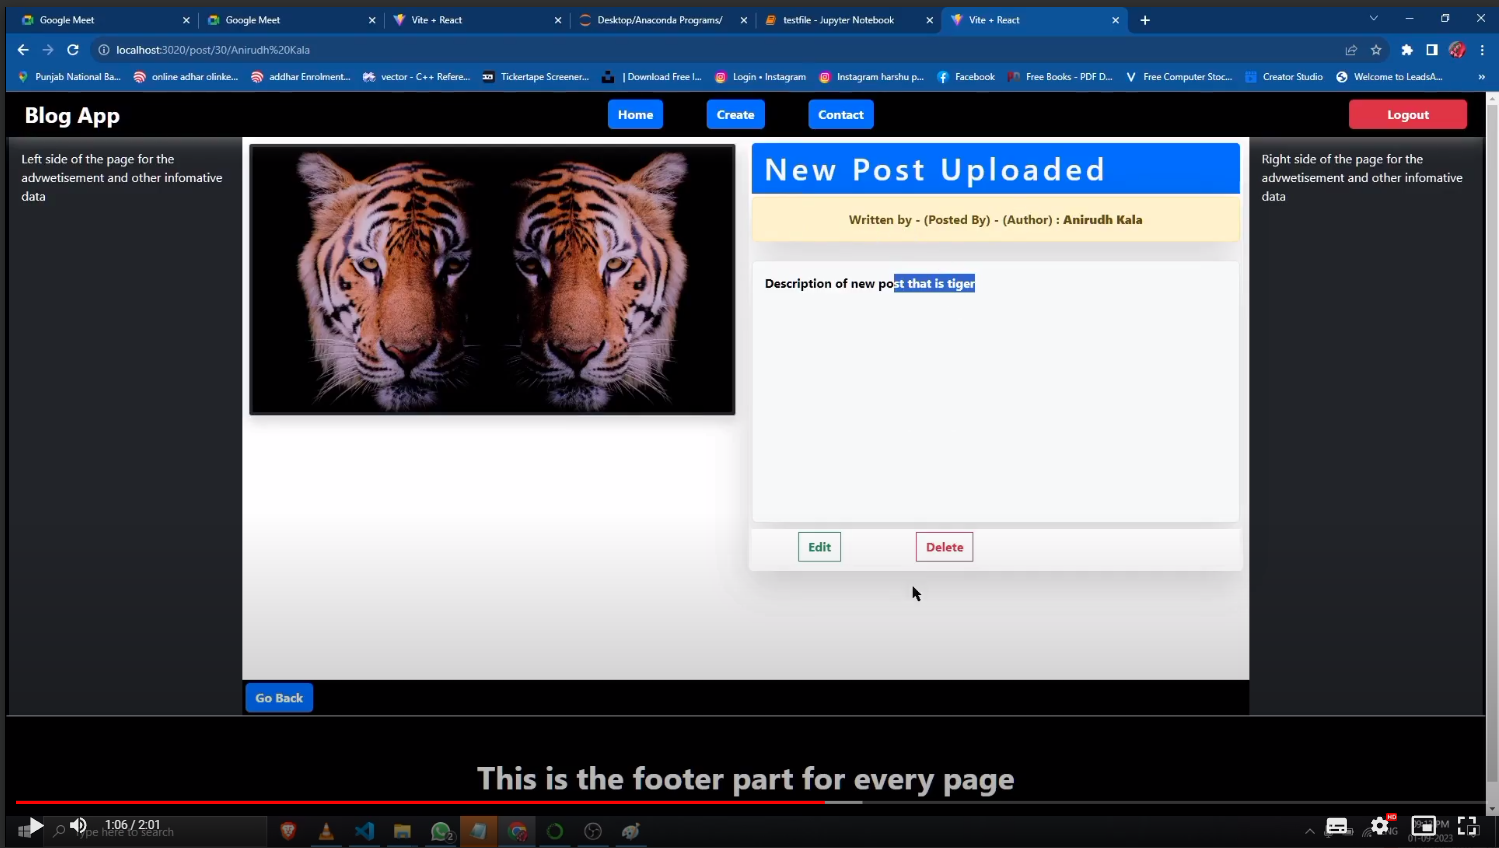 Google Meet
Google Meet
Vite + React
Desktop/Anaconda Programs/
testfile - Jupyter Notebook
Vite + React
localhost:3020/post/30/Anirudh%20Kala
Punjab National Ba...
online adhar olinke...
addhar Enrolment...
vector - C++ Refere...
Tickertape Screener...
| Download Free I...
Login • Instagram
Instagram harshu p...
Facebook
Free Books - PDF D...
Free Computer Stoc...
Creator Studio
Welcome to LeadsA...
»
Blog App
Home
Create
Contact
Logout
Left side of the page for the
advwetisement and other infomative
data
New Post Uploaded
Written by - (Posted By) - (Author) : Anirudh Kala
Description of new post that is tiger
Edit
Delete
Right side of the page for the
advwetisement and other infomative
data
Go Back
This is the footer part for every page
1:06 / 2:01
Type here to search
2
HD
01-09-2023